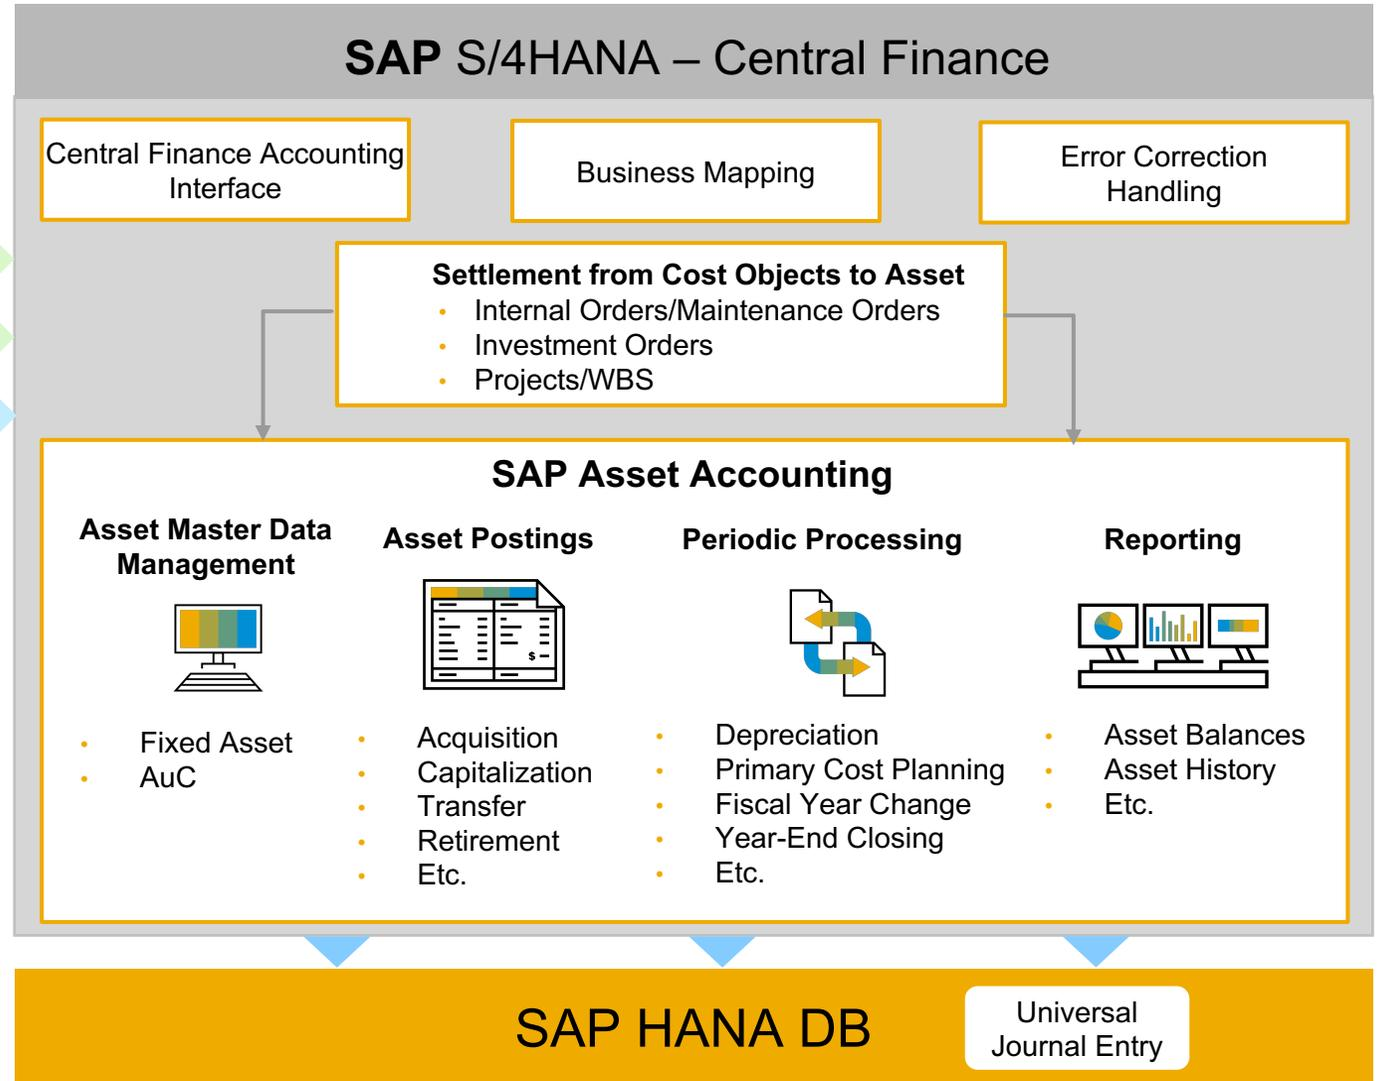 SAP S/4HANA – Central Finance
Central Finance Accounting
Interface
Business Mapping
Error Correction
Handling
Settlement from Cost Objects to Asset
• Internal Orders/Maintenance Orders
• Investment Orders
• Projects/WBS
SAP Asset Accounting
Asset Master Data
Management
• Fixed Asset
• AuC
Asset Postings
$
• Acquisition
• Capitalization
• Transfer
• Retirement
• Etc.
Periodic Processing
• Depreciation
• Primary Cost Planning
• Fiscal Year Change
• Year-End Closing
• Etc.
Reporting
• Asset Balances
• Asset History
• Etc.
SAP HANA DB
Universal
Journal Entry